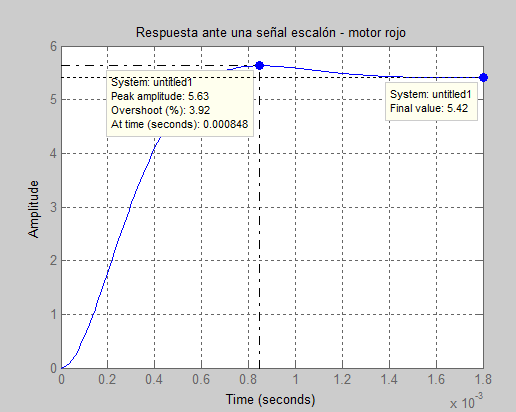 Respuesta ante una señal escalón - motor rojo
6
5
4
3
2
1
0
Amplitude
System: untitled1
Peak amplitude: 5.63
Overshoot (%): 3.92
At time (seconds): 0.000848
System: untitled1
Final value: 5.42
0 0.2 0.4 0.6 0.8 1 1.2 1.4 1.6 1.8
x 10⁻³
Time (seconds)